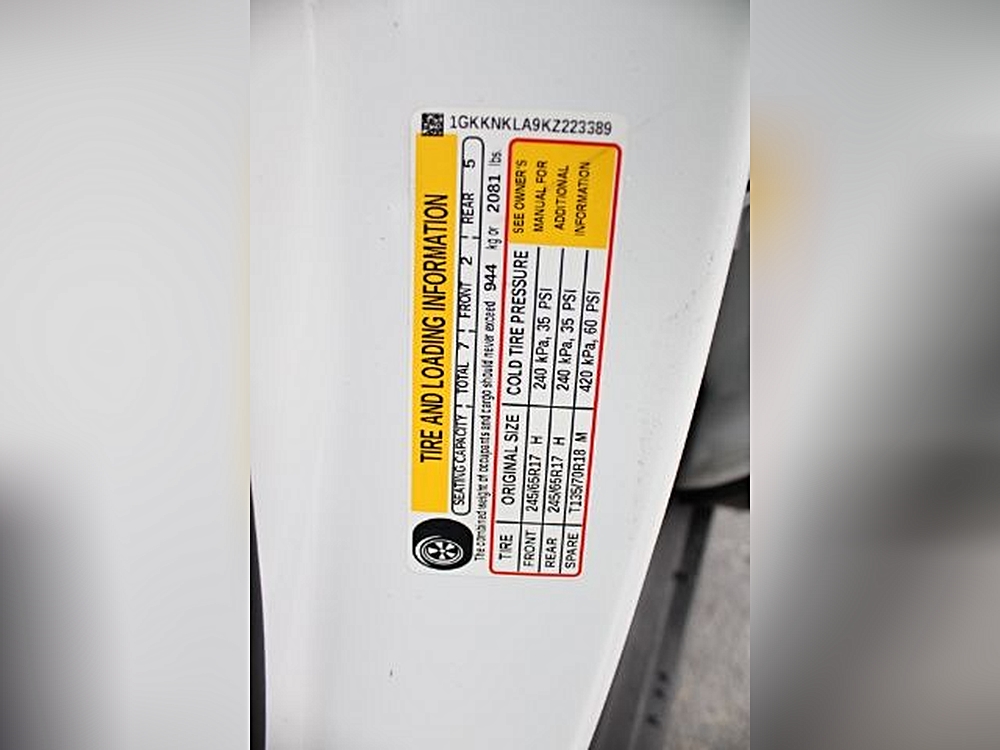 1GKKNKLA9KZ223389
TIRE AND LOADING INFORMATION
SEATING CAPACITY TOTAL 7 FRONT 2 REAR 5
The combined weight of occupants and cargo should never exceed 944 kg or 2081 lbs.
TIRE ORIGINAL SIZE COLD TIRE PRESSURE
FRONT 245/65R17 H 240 kPa, 35 PSI
REAR 245/65R17 H 240 kPa, 35 PSI
SPARE T135/70R18 M 420 kPa, 60 PSI
SEE OWNER'S
MANUAL FOR
ADDITIONAL
INFORMATION